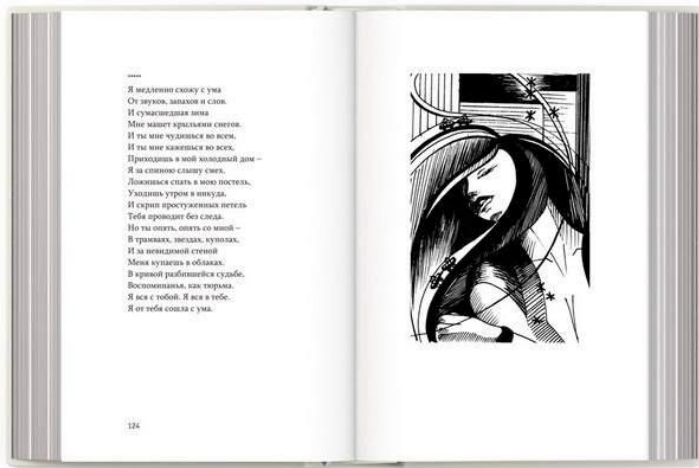 *****
Я медленно схожу с ума
От звуков, запахов и слов.
И сумасшедшая зима
Мне машет крыльями снегов.
И ты мне чудишься во всем,
И ты мне кажешься во всех,
Приходишь в мой холодный дом –
Я за спиною слышу смех,
Ложишься спать в мою постель,
Уходишь утром в никуда,
И скрип простуженных петель
Тебя проводит без следа.
Но ты опять, опять со мной –
В трамваях, звездах, куполах,
И за невидимой стеной
Меня купаешь в облаках.
В кривой разбившейся судьбе,
Воспоминанья, как тюрьма.
Я вся с тобой. Я вся в тебе.
Я от тебя сошла с ума.
124